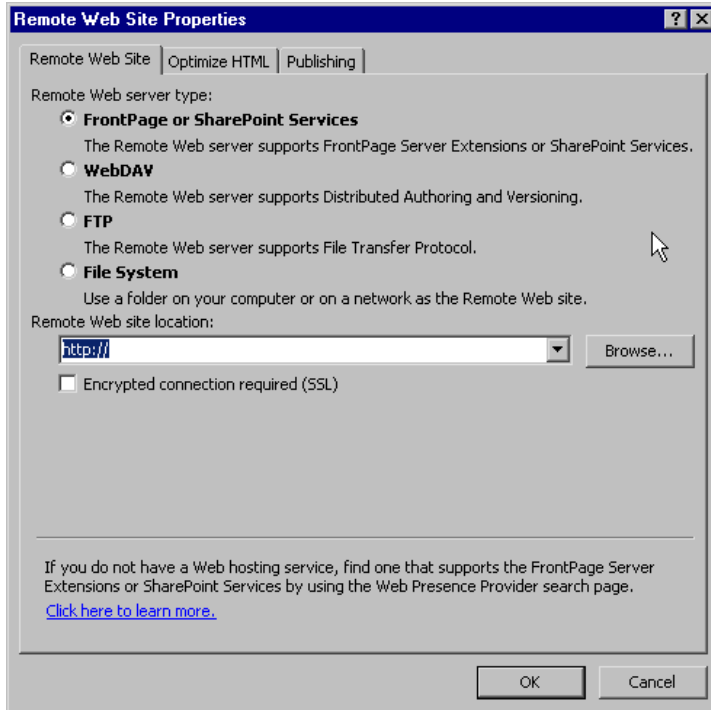 Remote Web Site Properties
Remote Web Site Optimize HTML Publishing
Remote Web server type:
FrontPage or SharePoint Services
The Remote Web server supports FrontPage Server Extensions or SharePoint Services.
WebDAV
The Remote Web server supports Distributed Authoring and Versioning.
FTP
The Remote Web server supports File Transfer Protocol.
File System
Use a folder on your computer or on a network as the Remote Web site.
Remote Web site location:
http:// Browse...
Encrypted connection required (SSL)
If you do not have a Web hosting service, find one that supports the FrontPage Server
Extensions or SharePoint Services by using the Web Presence Provider search page.
Click here to learn more.
OK Cancel